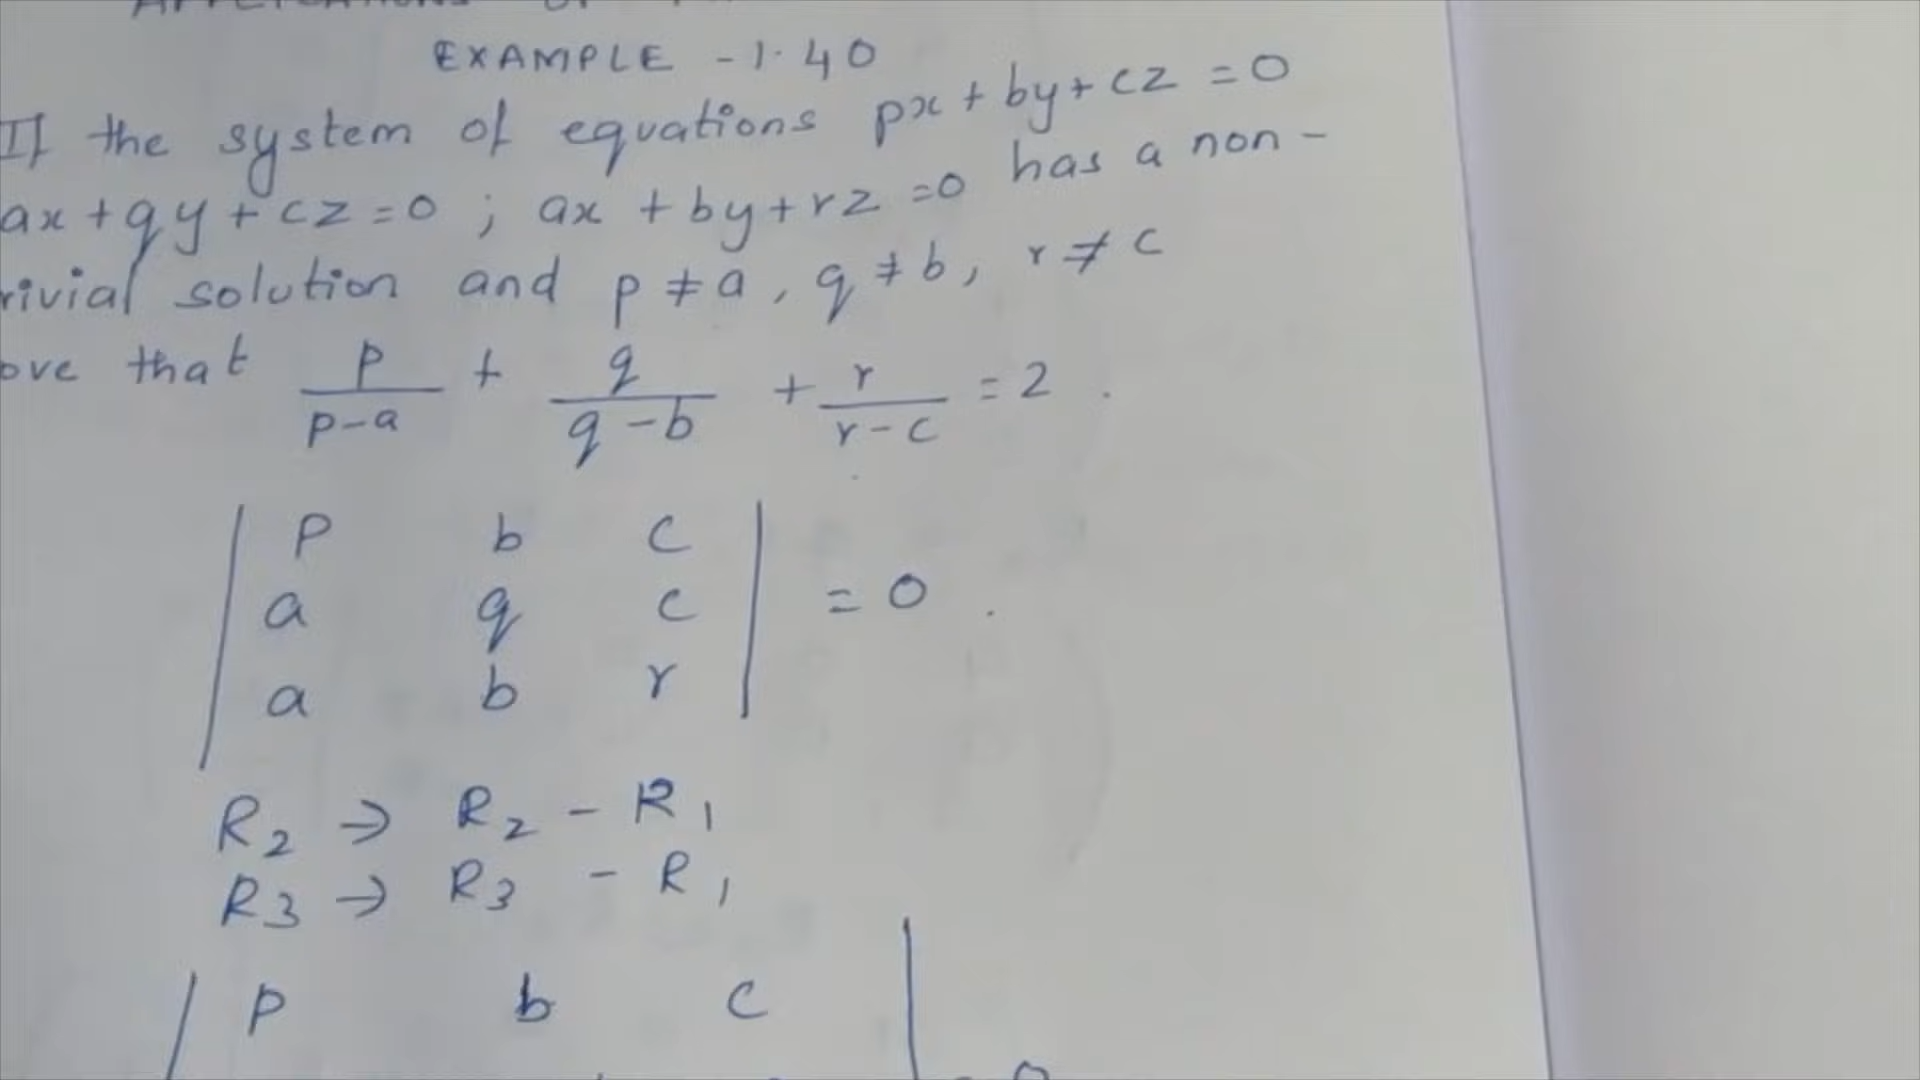 EXAMPLE - 1.40
If the system of equations px + by + cz = 0
ax + qy + cz = 0 ; ax + by + rz = 0 has a non -
rivial solution and p ≠ a, q ≠ b, r ≠ c
ove that p/(p-a) + q/(q-b) + r/(r-c) = 2 .
| p b c |
| a q c | = 0 .
| a b r |
R2 → R2 - R1
R3 → R3 - R1
| p b c |